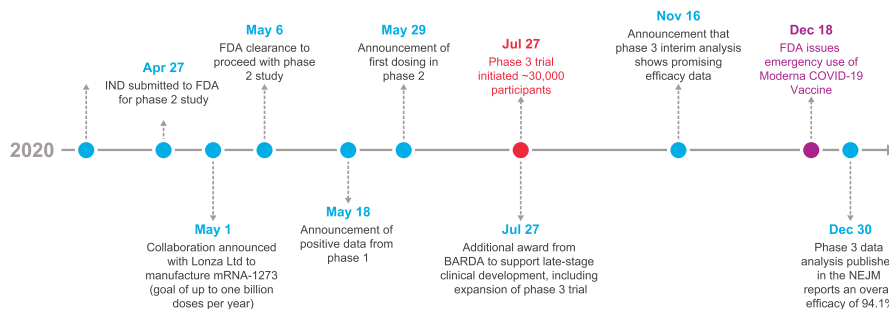 May 6
FDA clearance to
proceed with phase
2 study
May 29
Announcement of
first dosing in
phase 2
Nov 16
Announcement that
phase 3 interim analysis
shows promising
efficacy data
Dec 18
FDA issues
emergency use of
Moderna COVID-19
Vaccine
Jul 27
Phase 3 trial
initiated ~30,000
participants
Apr 27
IND submitted to FDA
for phase 2 study
2020
May 1
Collaboration announced
with Lonza Ltd to
manufacture mRNA-1273
(goal of up to one billion
doses per year)
May 18
Announcement of
positive data from
phase 1
Jul 27
Additional award from
BARDA to support late-stage
clinical development, including
expansion of phase 3 trial
Dec 30
Phase 3 data
analysis publishe
in the NEJM
reports an overa
efficacy of 94.1%